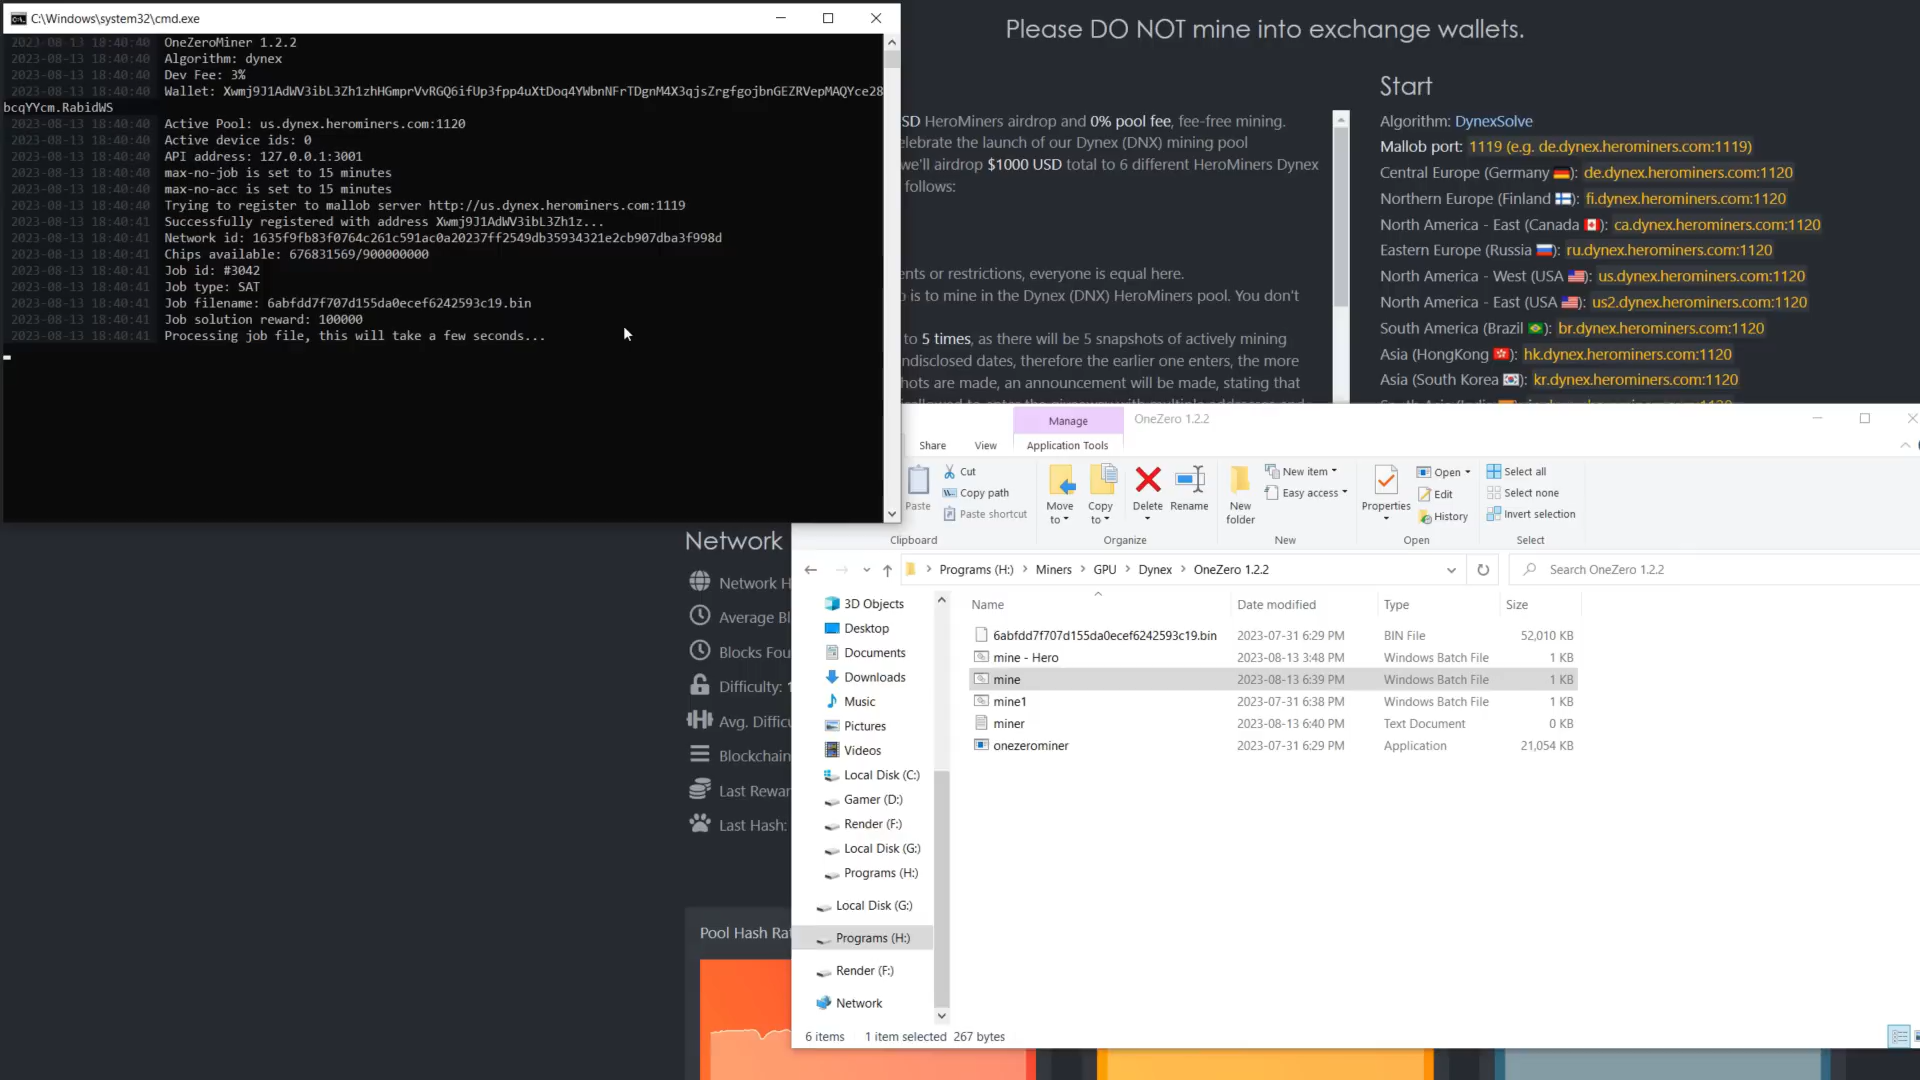 C:\Windows\system32\cmd.exe
2023-08-13 18:40:40 OneZeroMiner 1.2.2
2023-08-13 18:40:40 Algorithm: dynex
2023-08-13 18:40:40 Dev Fee: 3%
2023-08-13 18:40:40 Wallet: Xwmj9J1AdWV3ibL3Zh1zhHGmprVvRGQ6ifUp3fpp4uXtDoq4YWbnNFrTDgnM4X3qjsZrgfgojbnGEZRVepMAQYce28
bcqYYcm.RabidWS
2023-08-13 18:40:40 Active Pool: us.dynex.herominers.com:1120
2023-08-13 18:40:40 Active device ids: 0
2023-08-13 18:40:40 API address: 127.0.0.1:3001
2023-08-13 18:40:40 max-no-job is set to 15 minutes
2023-08-13 18:40:40 max-no-acc is set to 15 minutes
2023-08-13 18:40:40 Trying to register to mallob server http://us.dynex.herominers.com:1119
2023-08-13 18:40:41 Successfully registered with address Xwmj9J1AdWV3ibL3Zh1z...
2023-08-13 18:40:41 Network id: 1635f9fb83f0764c261c591ac0a20237ff2549db35934321e2cb907dba3f998d
2023-08-13 18:40:41 Chips available: 676831569/900000000
2023-08-13 18:40:41 Job id: #3042
2023-08-13 18:40:41 Job type: SAT
2023-08-13 18:40:41 Job filename: 6abfdd7f707d155da0ecef6242593c19.bin
2023-08-13 18:40:41 Job solution reward: 100000
2023-08-13 18:40:41 Processing job file, this will take a few seconds...
Please DO NOT mine into exchange wallets.
SD HeroMiners airdrop and 0% pool fee, fee-free mining.
elebrate the launch of our Dynex (DNX) mining pool
we'll airdrop $1000 USD total to 6 different HeroMiners Dynex
follows:
ents or restrictions, everyone is equal here.
o is to mine in the Dynex (DNX) HeroMiners pool. You don't
to 5 times, as there will be 5 snapshots of actively mining
ndisclosed dates, therefore the earlier one enters, the more
hots are made, an announcement will be made, stating that
Start
Algorithm: DynexSolve
Mallob port: 1119 (e.g. de.dynex.herominers.com:1119)
Central Europe (Germany): de.dynex.herominers.com:1120
Northern Europe (Finland): fi.dynex.herominers.com:1120
North America - East (Canada): ca.dynex.herominers.com:1120
Eastern Europe (Russia): ru.dynex.herominers.com:1120
North America - West (USA): us.dynex.herominers.com:1120
North America - East (USA): us2.dynex.herominers.com:1120
South America (Brazil): br.dynex.herominers.com:1120
Asia (HongKong): hk.dynex.herominers.com:1120
Asia (South Korea): kr.dynex.herominers.com:1120
Manage OneZero 1.2.2
Share View Application Tools
Paste Cut Copy path Paste shortcut
Move to Copy to Delete Rename New folder
New item Easy access
Properties Open Edit History
Select all Select none Invert selection
Clipboard Organize New Open Select
Programs (H:) > Miners > GPU > Dynex > OneZero 1.2.2
Search OneZero 1.2.2
3D Objects
Desktop
Documents
Downloads
Music
Pictures
Videos
Local Disk (C:)
Gamer (D:)
Render (F:)
Local Disk (G:)
Programs (H:)
Local Disk (G:)
Programs (H:)
Render (F:)
Network
Name Date modified Type Size
6abfdd7f707d155da0ecef6242593c19.bin 2023-07-31 6:29 PM BIN File 52,010 KB
mine - Hero 2023-08-13 3:48 PM Windows Batch File 1 KB
mine 2023-08-13 6:39 PM Windows Batch File 1 KB
mine1 2023-07-31 6:38 PM Windows Batch File 1 KB
miner 2023-08-13 6:40 PM Text Document 0 KB
onezerominer 2023-07-31 6:29 PM Application 21,054 KB
6 items 1 item selected 267 bytes
Network
Network H
Average Bl
Blocks Fou
Difficulty: 1
Avg. Difficu
Blockchain
Last Rewar
Last Hash:
Pool Hash Rat